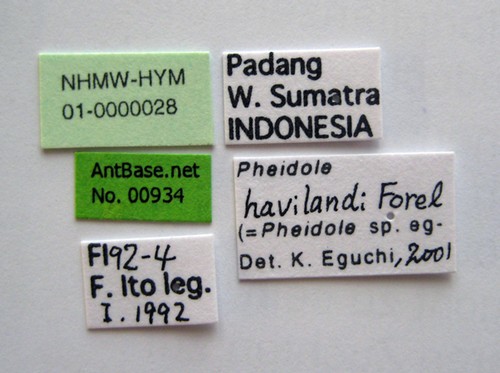 NHMW-HYM
01-0000028
Padang
W. Sumatra
INDONESIA
AntBase.net
No. 00934
Pheidole
havilandi Forel
(=Pheidole sp. eg-
Det. K. Eguchi, 2001
FI92-4
F. Ito leg.
I. 1992